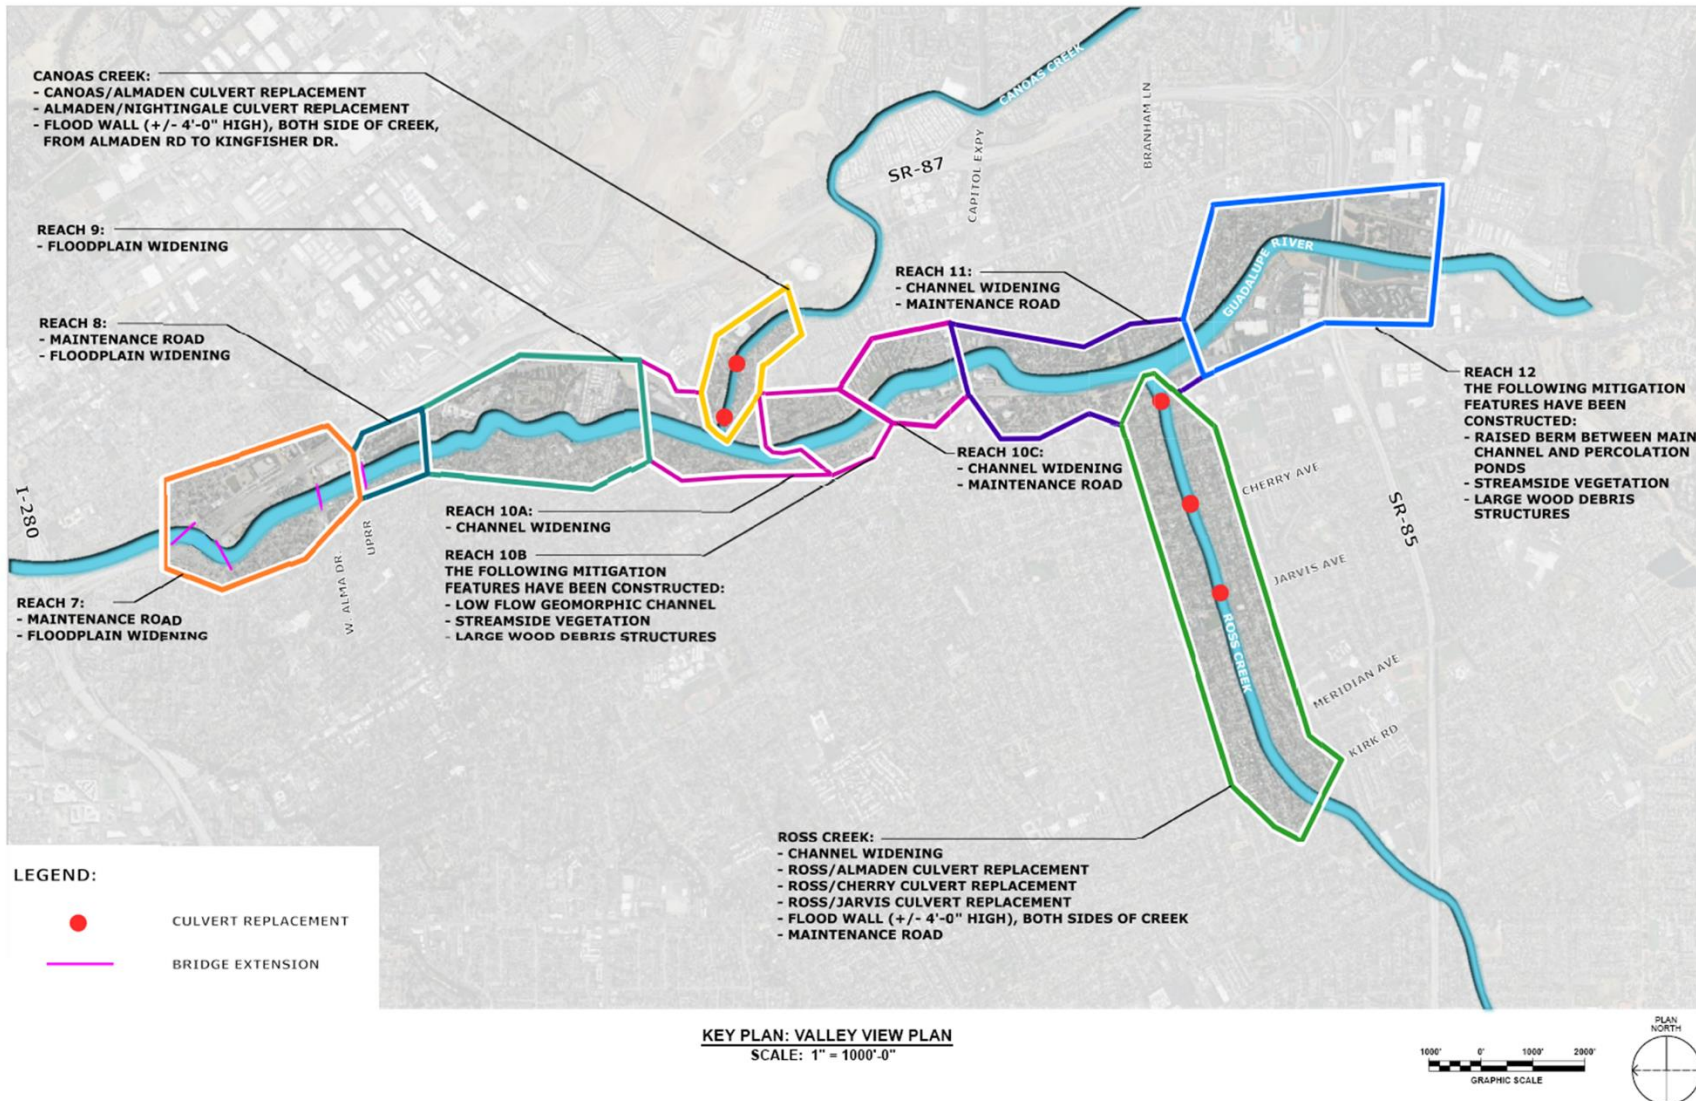 CANOAS CREEK:
- CANOAS/ALMADEN CULVERT REPLACEMENT
- ALMADEN/NIGHTINGALE CULVERT REPLACEMENT
- FLOOD WALL (+/- 4'-0" HIGH), BOTH SIDE OF CREEK,
FROM ALMADEN RD TO KINGFISHER DR.
CANOAS CREEK
SR-87
CAPITOL EXPY
BRANHAM LN
REACH 9:
- FLOODPLAIN WIDENING
REACH 8:
- MAINTENANCE ROAD
- FLOODPLAIN WIDENING
REACH 11:
- CHANNEL WIDENING
- MAINTENANCE ROAD
GUADALUPE RIVER
REACH 12
THE FOLLOWING MITIGATION
FEATURES HAVE BEEN
CONSTRUCTED:
- RAISED BERM BETWEEN MAIN
CHANNEL AND PERCOLATION
PONDS
- STREAMSIDE VEGETATION
- LARGE WOOD DEBRIS
STRUCTURES
I-280
REACH 10C:
- CHANNEL WIDENING
- MAINTENANCE ROAD
REACH 10A:
- CHANNEL WIDENING
REACH 10B
THE FOLLOWING MITIGATION
FEATURES HAVE BEEN CONSTRUCTED:
- LOW FLOW GEOMORPHIC CHANNEL
- STREAMSIDE VEGETATION
- LARGE WOOD DEBRIS STRUCTURES
UPRR
W. ALMA DR
REACH 7:
- MAINTENANCE ROAD
- FLOODPLAIN WIDENING
CHERRY AVE
SR-85
JARVIS AVE
ROSS CREEK
MERIDIAN AVE
KIRK RD
ROSS CREEK:
- CHANNEL WIDENING
- ROSS/ALMADEN CULVERT REPLACEMENT
- ROSS/CHERRY CULVERT REPLACEMENT
- ROSS/JARVIS CULVERT REPLACEMENT
- FLOOD WALL (+/- 4'-0" HIGH), BOTH SIDES OF CREEK
- MAINTENANCE ROAD
LEGEND:
CULVERT REPLACEMENT
BRIDGE EXTENSION
KEY PLAN: VALLEY VIEW PLAN
SCALE: 1" = 1000'-0"
1000' 0' 1000' 2000'
GRAPHIC SCALE
PLAN
NORTH